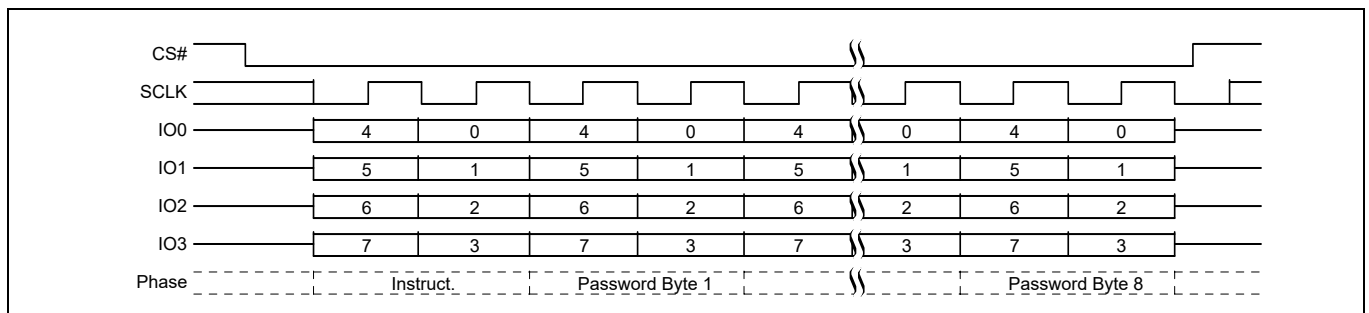 CS#
SCLK
IO0 4 0 4 0 4 0 4 0
IO1 5 1 5 1 5 1 5 1
IO2 6 2 6 2 6 2 6 2
IO3 7 3 7 3 7 3 7 3
Phase Instruct. Password Byte 1 Password Byte 8